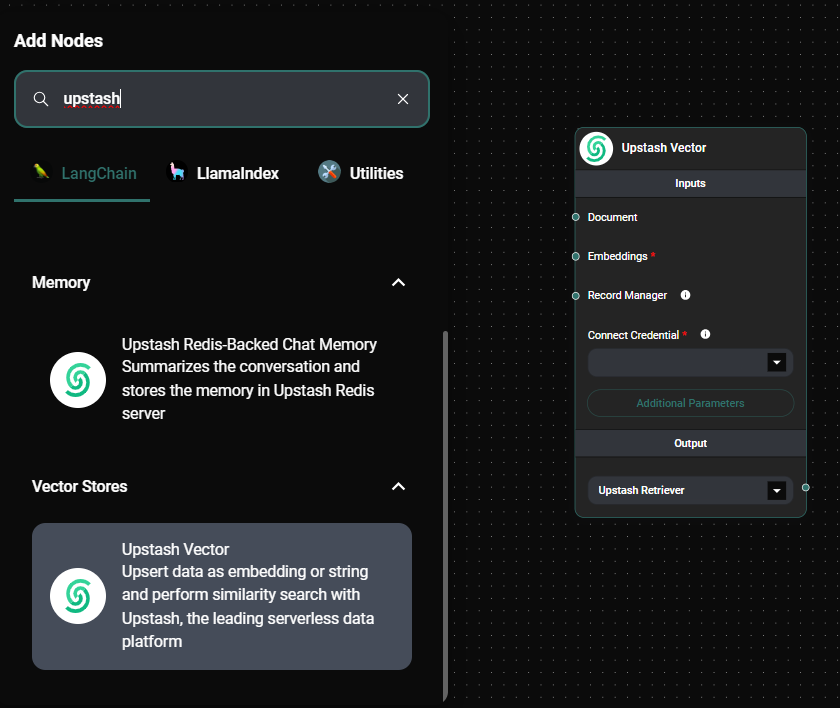 Add Nodes
upstash
LangChain
LlamaIndex
Utilities
Memory
Upstash Redis-Backed Chat Memory
Summarizes the conversation and
stores the memory in Upstash Redis
server
Vector Stores
Upstash Vector
Upsert data as embedding or string
and perform similarity search with
Upstash, the leading serverless data
platform
Upstash Vector
Inputs
Document
Embeddings *
Record Manager
Connect Credential *
Additional Parameters
Output
Upstash Retriever